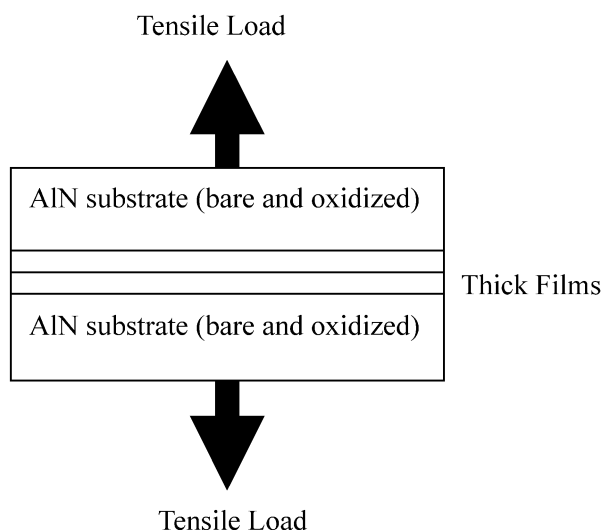 Tensile Load
AlN substrate (bare and oxidized)
Thick Films
AlN substrate (bare and oxidized)
Tensile Load